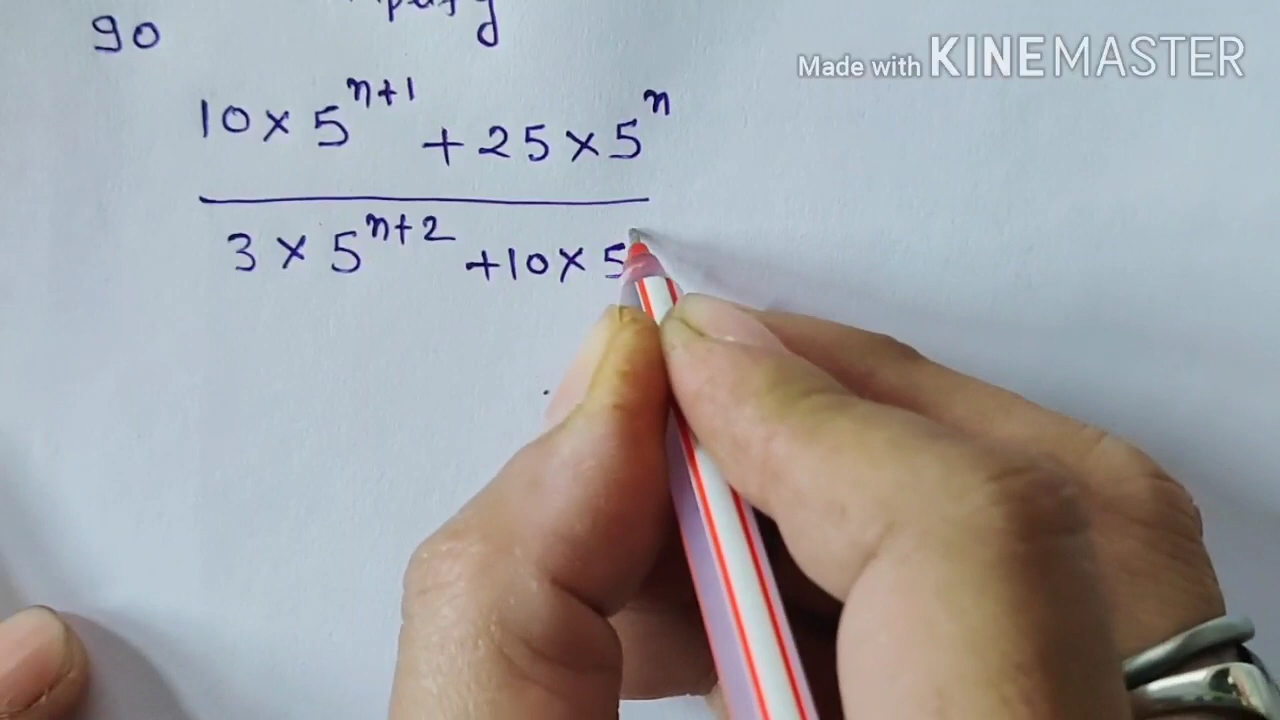 90
Made with KINEMASTER
10 × 5^{n+1} + 25 × 5^n
3 × 5^{n+2} + 10 × 5